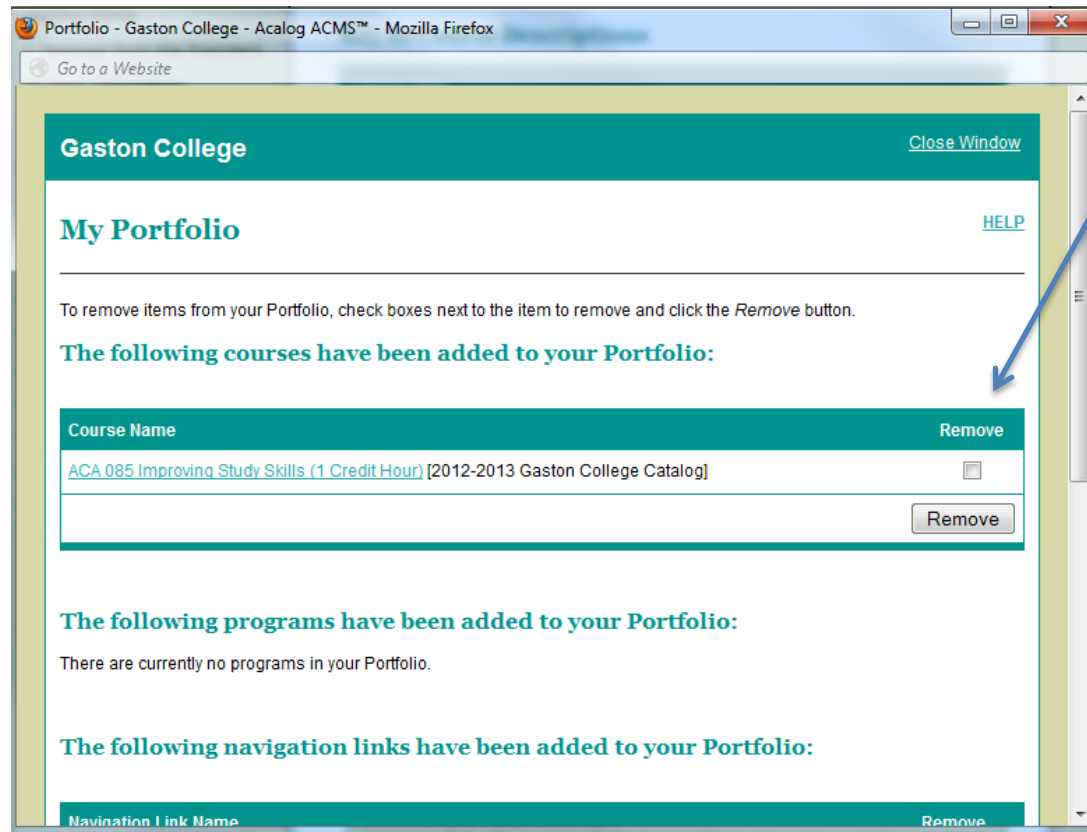 Portfolio - Gaston College - Acalog ACMS™ - Mozilla Firefox
Go to a Website
Gaston College
Close Window
My Portfolio
HELP
To remove items from your Portfolio, check boxes next to the item to remove and click the Remove button.
The following courses have been added to your Portfolio:
Course Name Remove
ACA 085 Improving Study Skills (1 Credit Hour) [2012-2013 Gaston College Catalog]
Remove
The following programs have been added to your Portfolio:
There are currently no programs in your Portfolio.
The following navigation links have been added to your Portfolio:
Navigation Link Name Remove